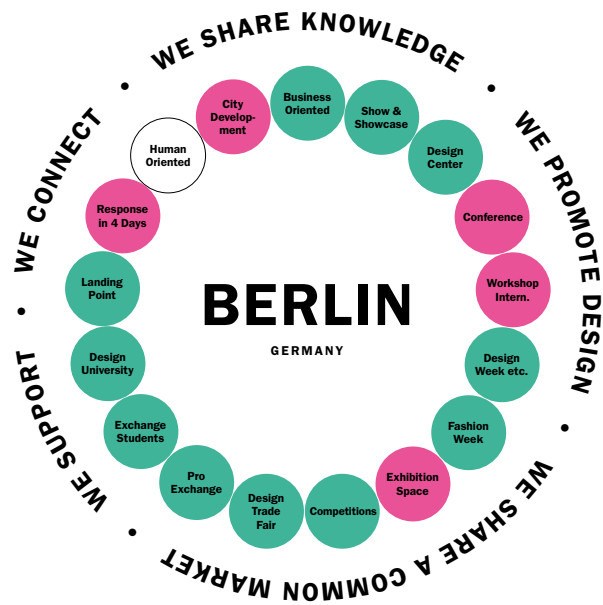 WE SHARE KNOWLEDGE
•
WE PROMOTE DESIGN
•
WE SHARE A COMMON MARKET
•
WE SUPPORT
•
WE CONNECT
•
City
Develop-
ment
Business
Oriented
Show &
Showcase
Design
Center
Conference
Workshop
Intern.
Design
Week etc.
Fashion
Week
Exhibition
Space
Competitions
Design
Trade
Fair
Pro
Exchange
Exchange
Students
Design
University
Landing
Point
Response
in 4 Days
Human
Oriented
BERLIN
GERMANY